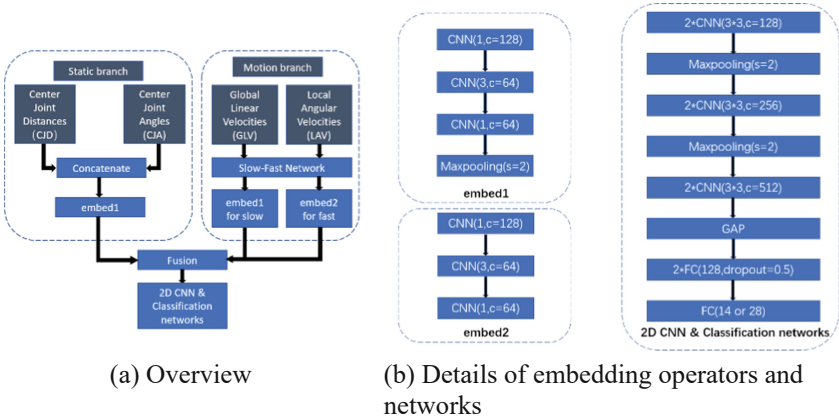 Static branch
Center
Joint
Distances
(CJD)
Center
Joint
Angles
(CJA)
Concatenate
embed1
Motion branch
Global
Linear
Velocities
(GLV)
Local
Angular
Velocities
(LAV)
Slow-Fast Network
embed1
for slow
embed2
for fast
Fusion
2D CNN &
Classification
networks
(a) Overview
CNN(1,c=128)
CNN(3,c=64)
CNN(1,c=64)
Maxpooling(s=2)
embed1
CNN(1,c=128)
CNN(3,c=64)
CNN(1,c=64)
embed2
2*CNN(3*3,c=128)
Maxpooling(s=2)
2*CNN(3*3,c=256)
Maxpooling(s=2)
2*CNN(3*3,c=512)
GAP
2*FC(128,dropout=0.5)
FC(14 or 28)
2D CNN & Classification networks
(b) Details of embedding operators and
networks